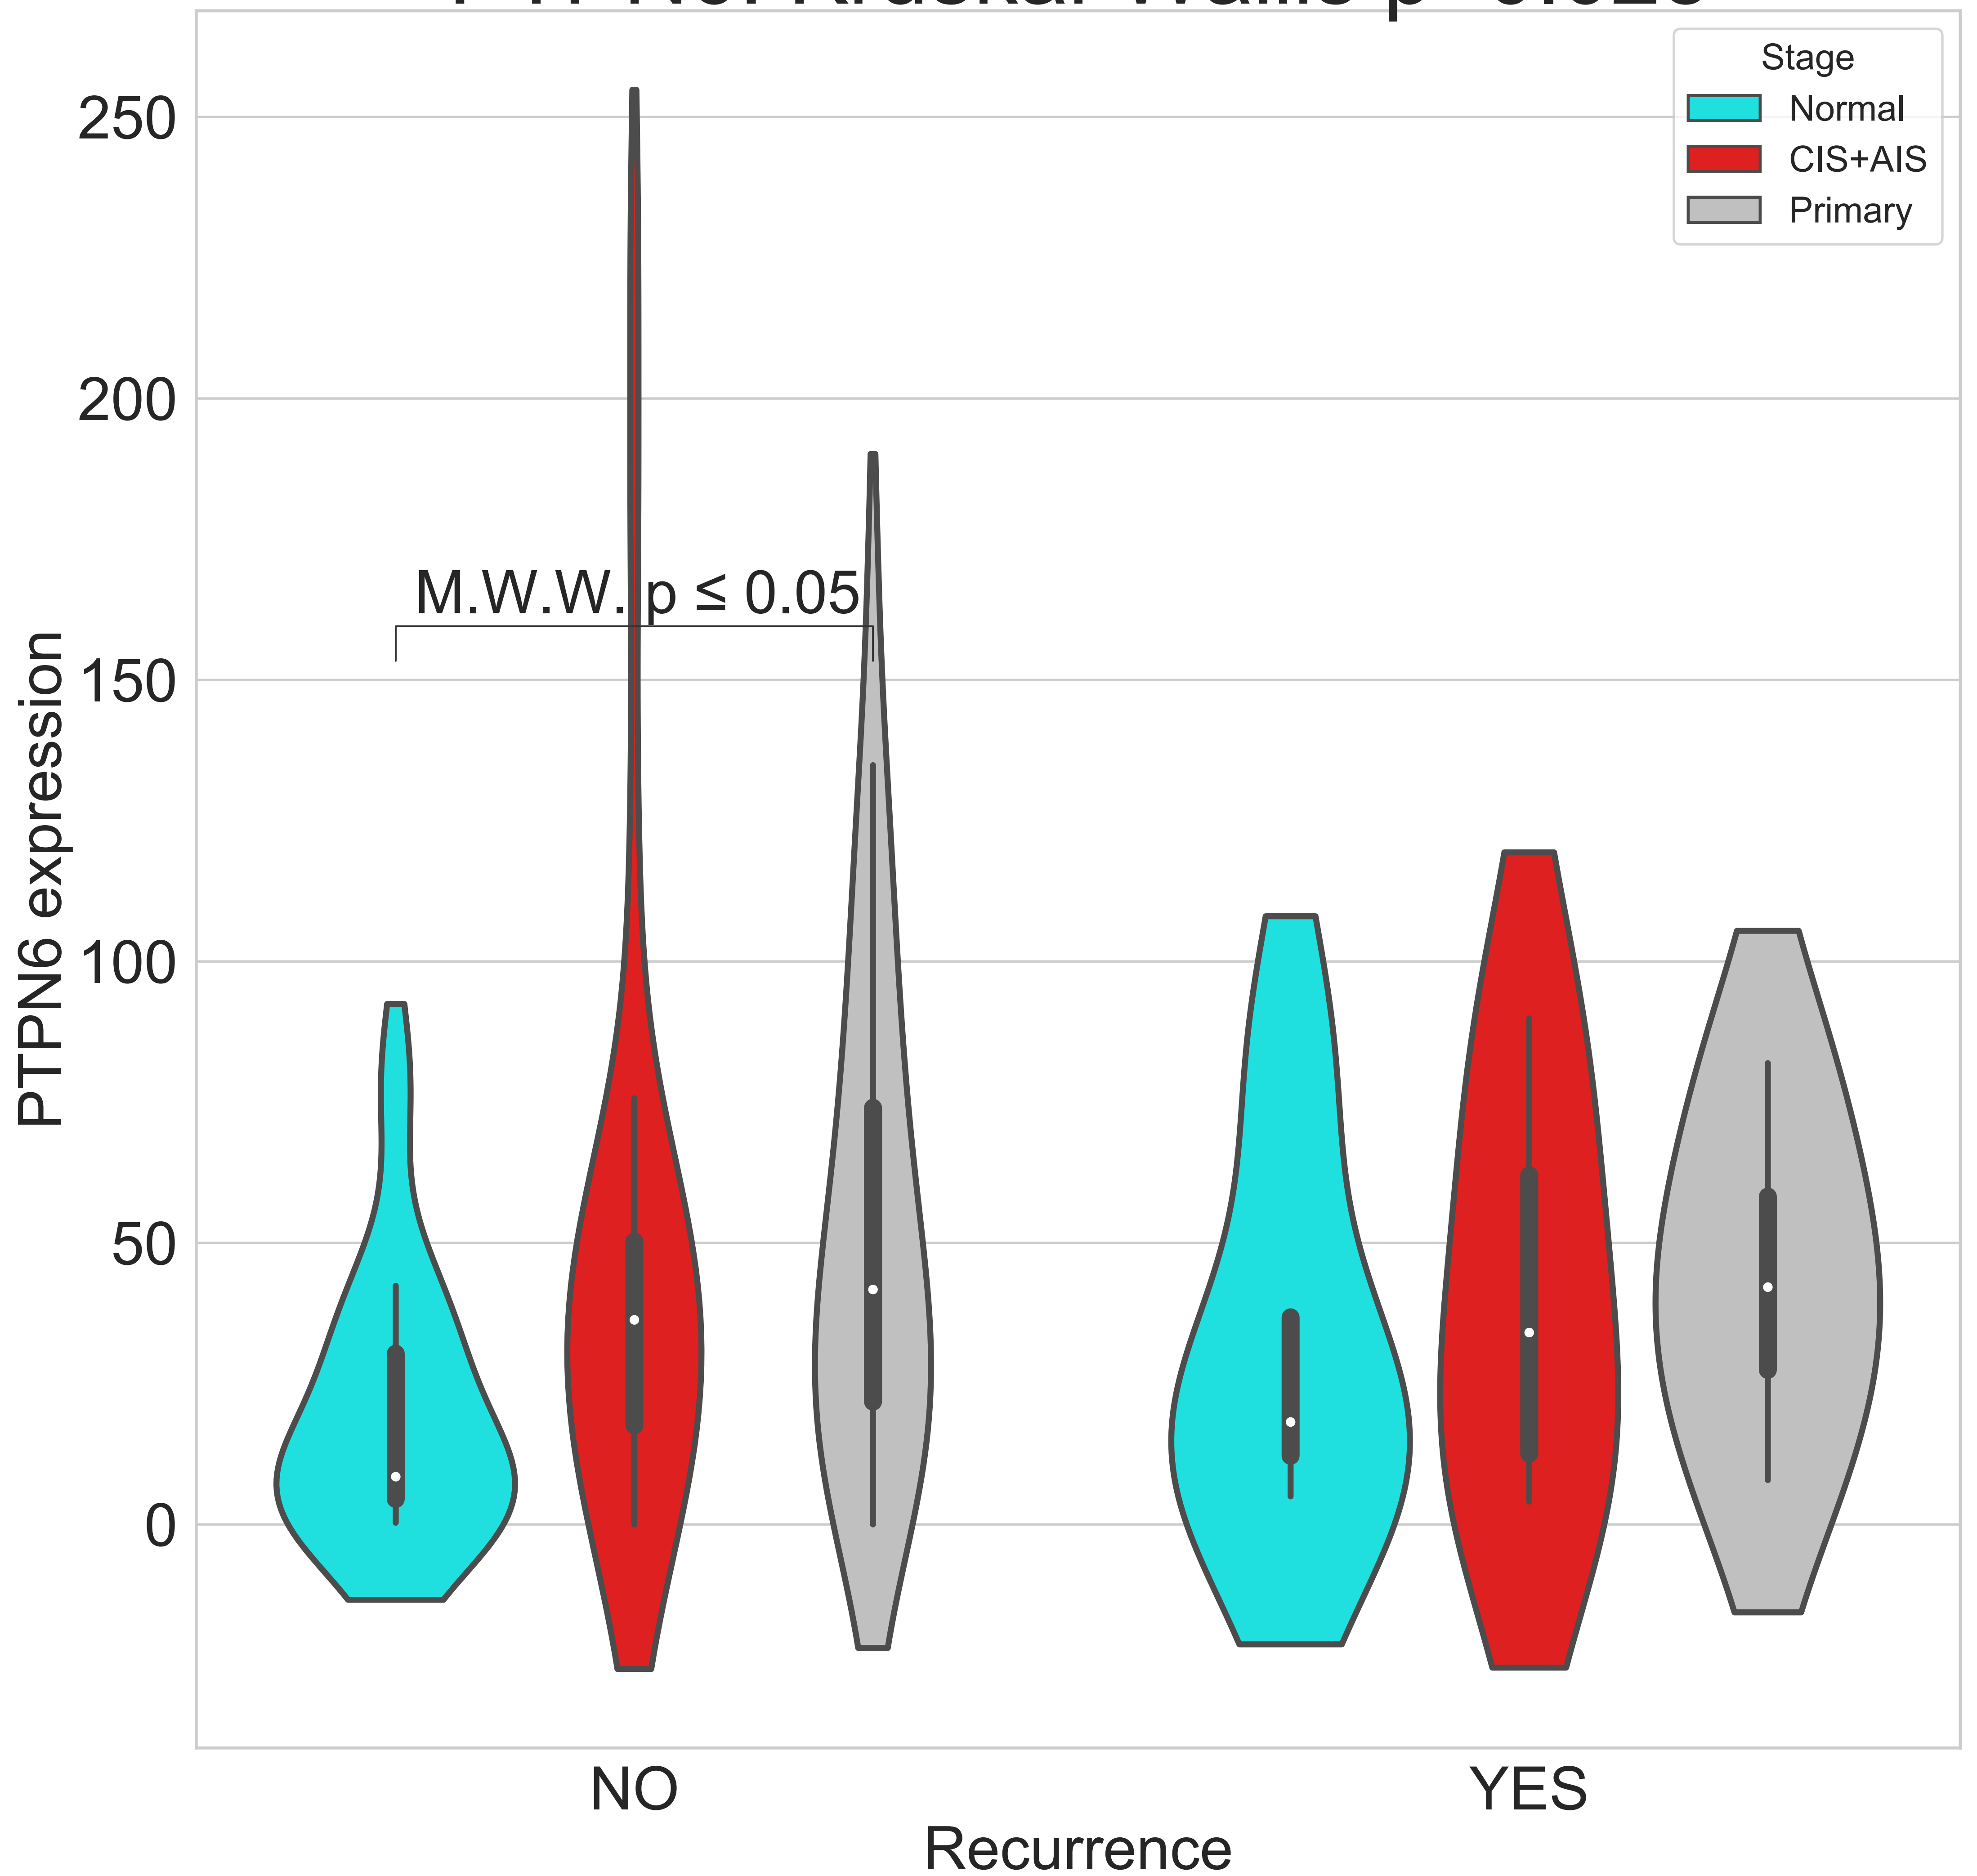 Stage
Normal
CIS+AIS
Primary
250
200
150
100
50
0
PTPN6 expression
M.W.W. p ≤ 0.05
NO
YES
Recurrence